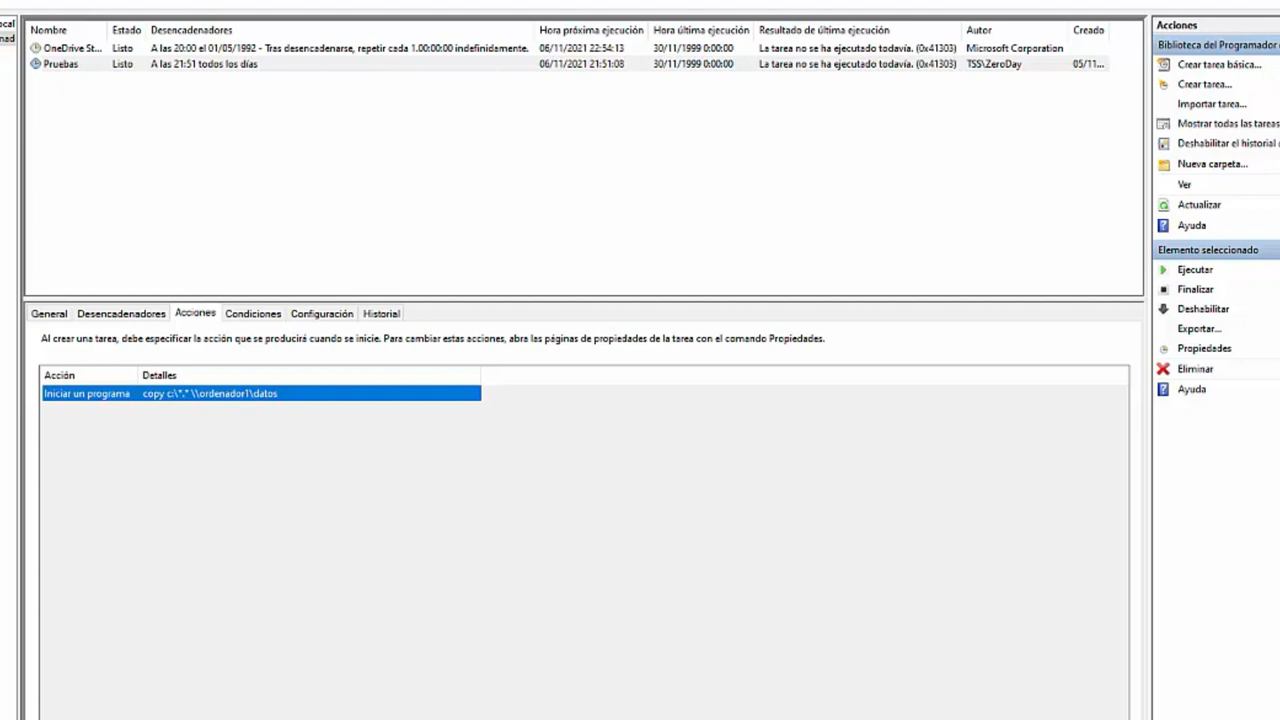 ocal
Nombre Estado Desencadenadores Hora próxima ejecución Hora última ejecución Resultado de última ejecución Autor Creado
OneDrive St... Listo A las 20:00 el 01/05/1992 - Tras desencadenarse, repetir cada 1.00:00:00 indefinidamente. 06/11/2021 22:54:13 30/11/1999 0:00:00 La tarea no se ha ejecutado todavía. (0x41303) Microsoft Corporation
Pruebas Listo A las 21:51 todos los días 06/11/2021 21:51:08 30/11/1999 0:00:00 La tarea no se ha ejecutado todavía. (0x41303) TSS\ZeroDay 05/11...
General Desencadenadores Acciones Condiciones Configuración Historial
Al crear una tarea, debe especificar la acción que se producirá cuando se inicie. Para cambiar estas acciones, abra las páginas de propiedades de la tarea con el comando Propiedades.
Acción Detalles
Iniciar un programa copy c:\*.* \\ordenador1\datos
Acciones
Biblioteca del Programador
Crear tarea básica...
Crear tarea...
Importar tarea...
Mostrar todas las tareas
Deshabilitar el historial
Nueva carpeta...
Ver
Actualizar
Ayuda
Elemento seleccionado
Ejecutar
Finalizar
Deshabilitar
Exportar...
Propiedades
Eliminar
Ayuda